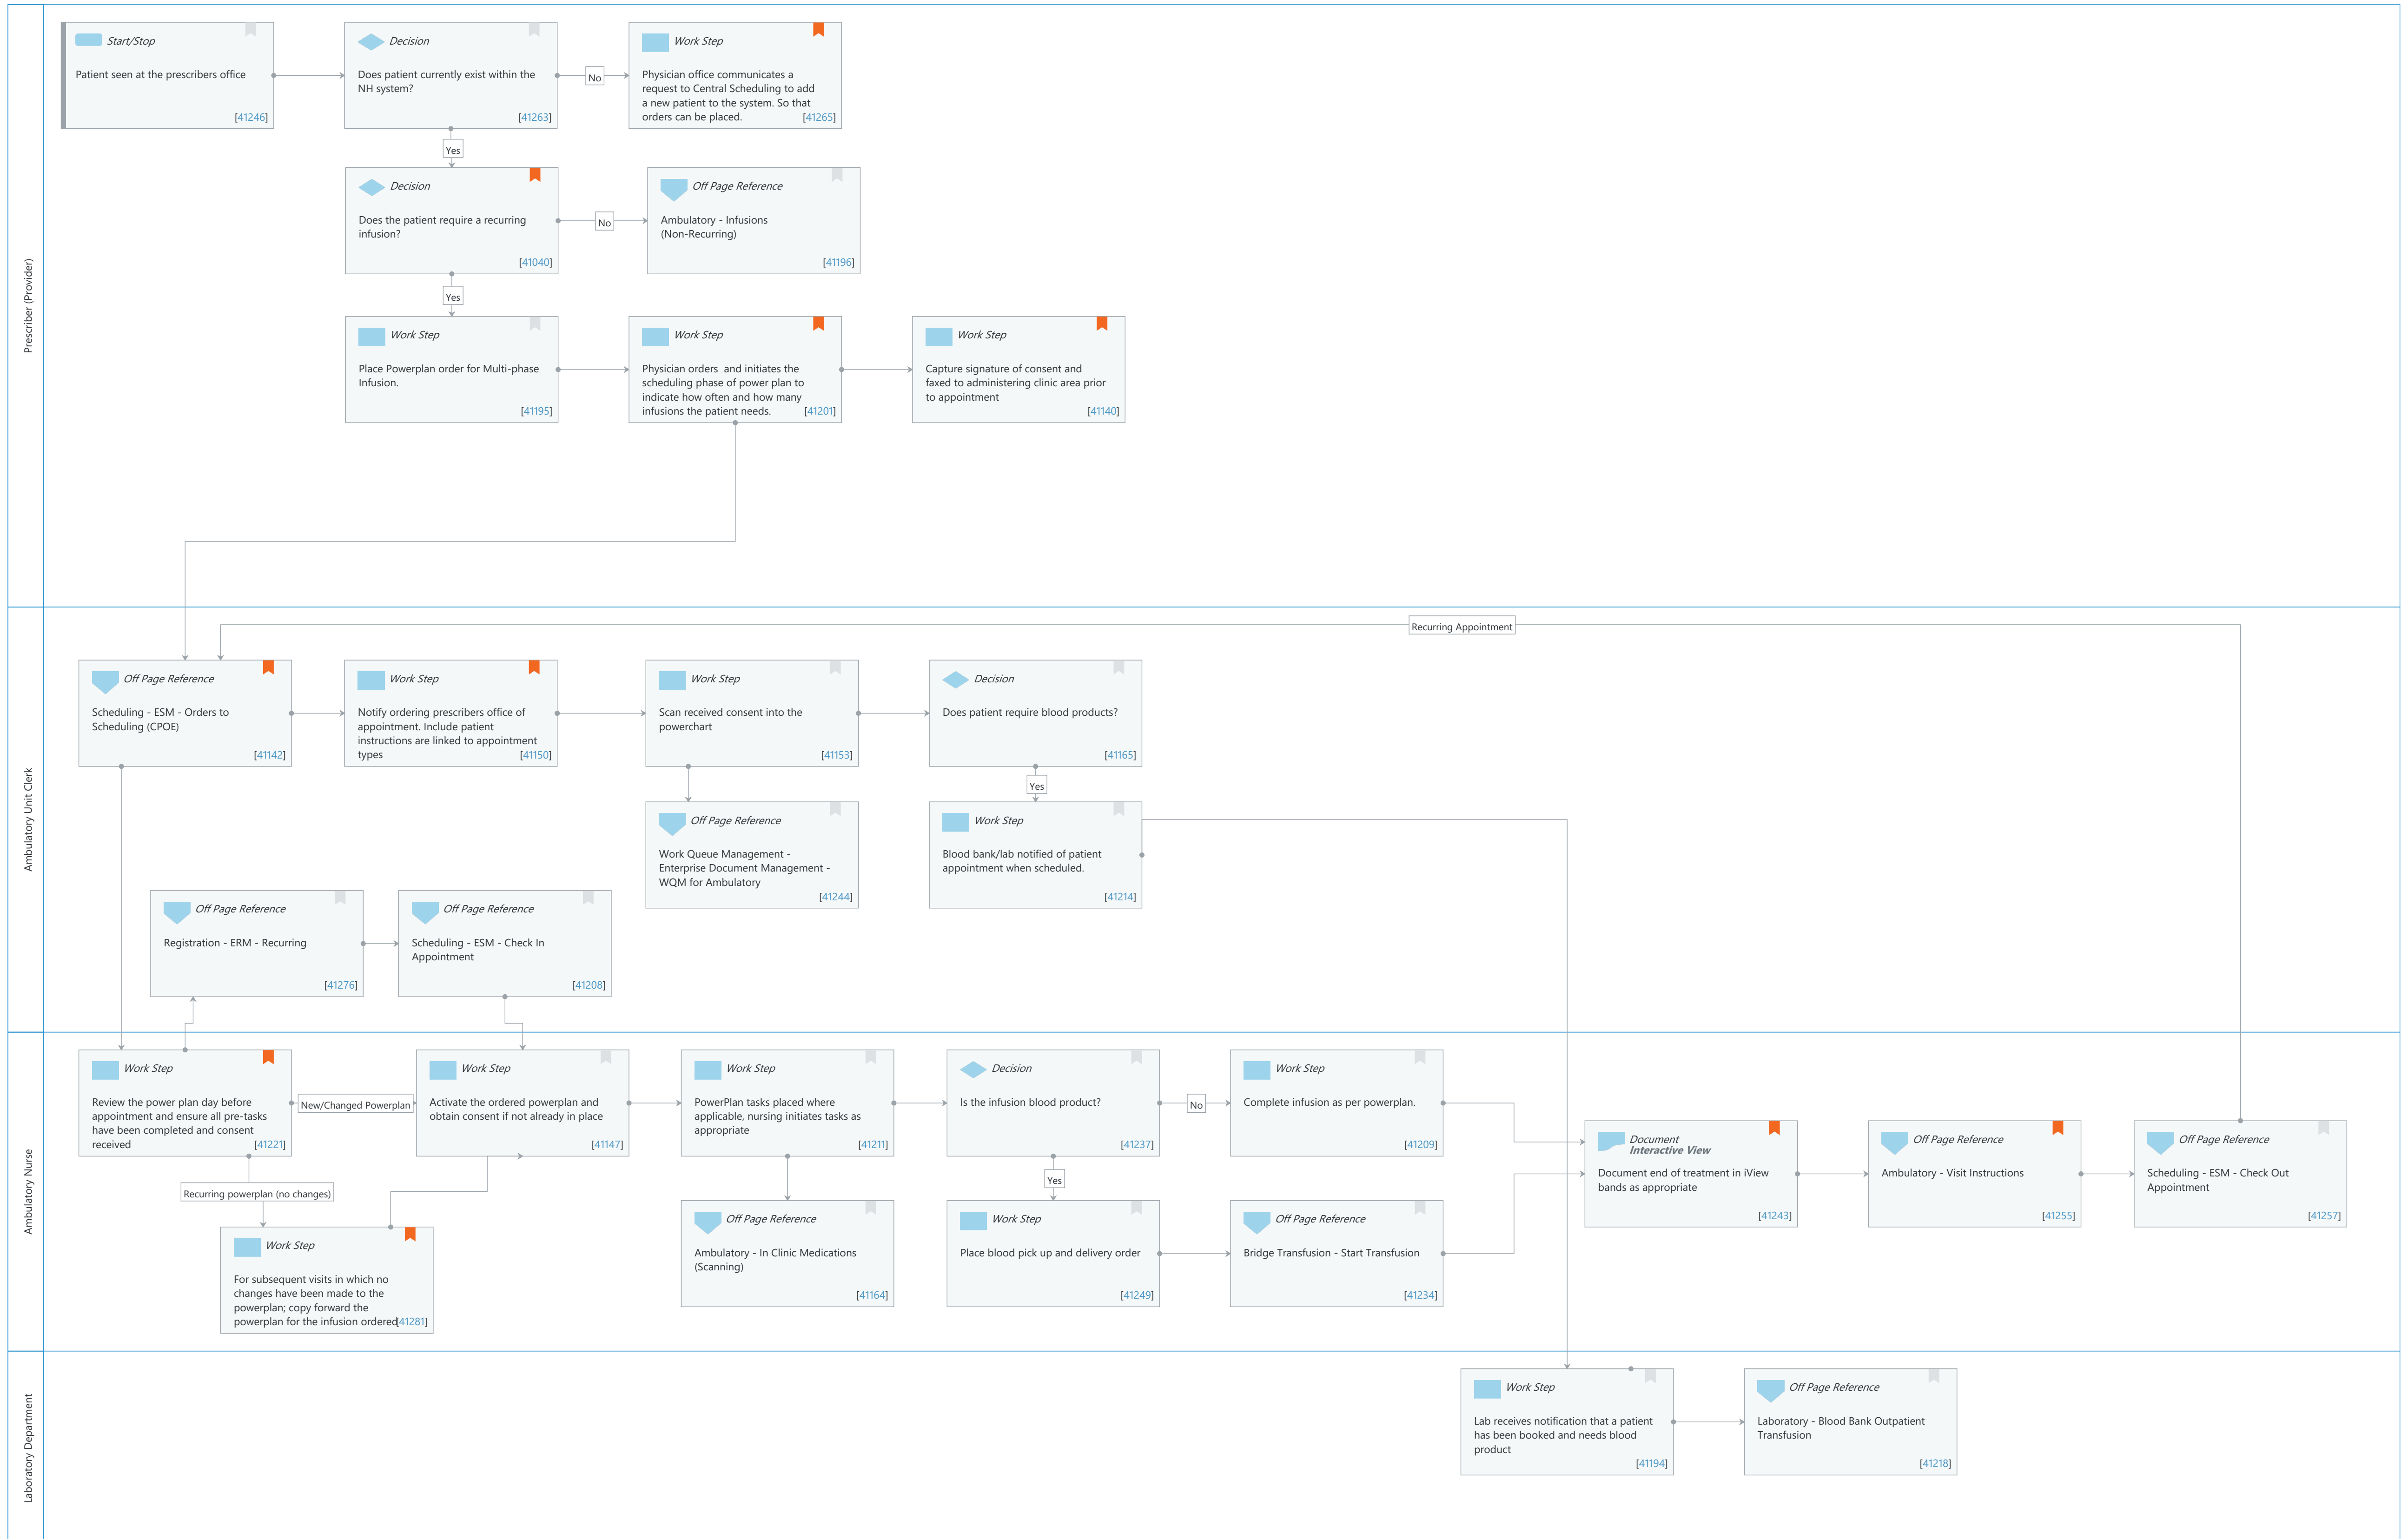 Prescriber (Provider)
Start/Stop
Patient seen at the prescribers office
[41246]
Decision
Does patient currently exist within the
NH system?
[41263]
No
Work Step
Physician office communicates a
request to Central Scheduling to add
a new patient to the system. So that
orders can be placed.
[41265]
Yes
Decision
Does the patient require a recurring
infusion?
[41040]
No
Off Page Reference
Ambulatory - Infusions
(Non-Recurring)
[41196]
Yes
Work Step
Place Powerplan order for Multi-phase
Infusion.
[41195]
Work Step
Physician orders  and initiates the
scheduling phase of power plan to
indicate how often and how many
infusions the patient needs.
[41201]
Work Step
Capture signature of consent and
faxed to administering clinic area prior
to appointment
[41140]
Ambulatory Unit Clerk
Recurring Appointment
Off Page Reference
Scheduling - ESM - Orders to
Scheduling (CPOE)
[41142]
Work Step
Notify ordering prescribers office of
appointment. Include patient
instructions are linked to appointment
types
[41150]
Work Step
Scan received consent into the
powerchart
[41153]
Decision
Does patient require blood products?
[41165]
Yes
Off Page Reference
Work Queue Management -
Enterprise Document Management -
WQM for Ambulatory
[41244]
Work Step
Blood bank/lab notified of patient
appointment when scheduled.
[41214]
Off Page Reference
Registration - ERM - Recurring
[41276]
Off Page Reference
Scheduling - ESM - Check In
Appointment
[41208]
Ambulatory Nurse
Work Step
Review the power plan day before
appointment and ensure all pre-tasks
have been completed and consent
received
[41221]
New/Changed Powerplan
Work Step
Activate the ordered powerplan and
obtain consent if not already in place
[41147]
Work Step
PowerPlan tasks placed where
applicable, nursing initiates tasks as
appropriate
[41211]
Decision
Is the infusion blood product?
[41237]
No
Work Step
Complete infusion as per powerplan.
[41209]
Document
Interactive View
Document end of treatment in iView
bands as appropriate
[41243]
Off Page Reference
Ambulatory - Visit Instructions
[41255]
Off Page Reference
Scheduling - ESM - Check Out
Appointment
[41257]
Recurring powerplan (no changes)
Yes
Work Step
For subsequent visits in which no
changes have been made to the
powerplan; copy forward the
powerplan for the infusion ordered
[41281]
Off Page Reference
Ambulatory - In Clinic Medications
(Scanning)
[41164]
Work Step
Place blood pick up and delivery order
[41249]
Off Page Reference
Bridge Transfusion - Start Transfusion
[41234]
Laboratory Department
Work Step
Lab receives notification that a patient
has been booked and needs blood
product
[41194]
Off Page Reference
Laboratory - Blood Bank Outpatient
Transfusion
[41218]